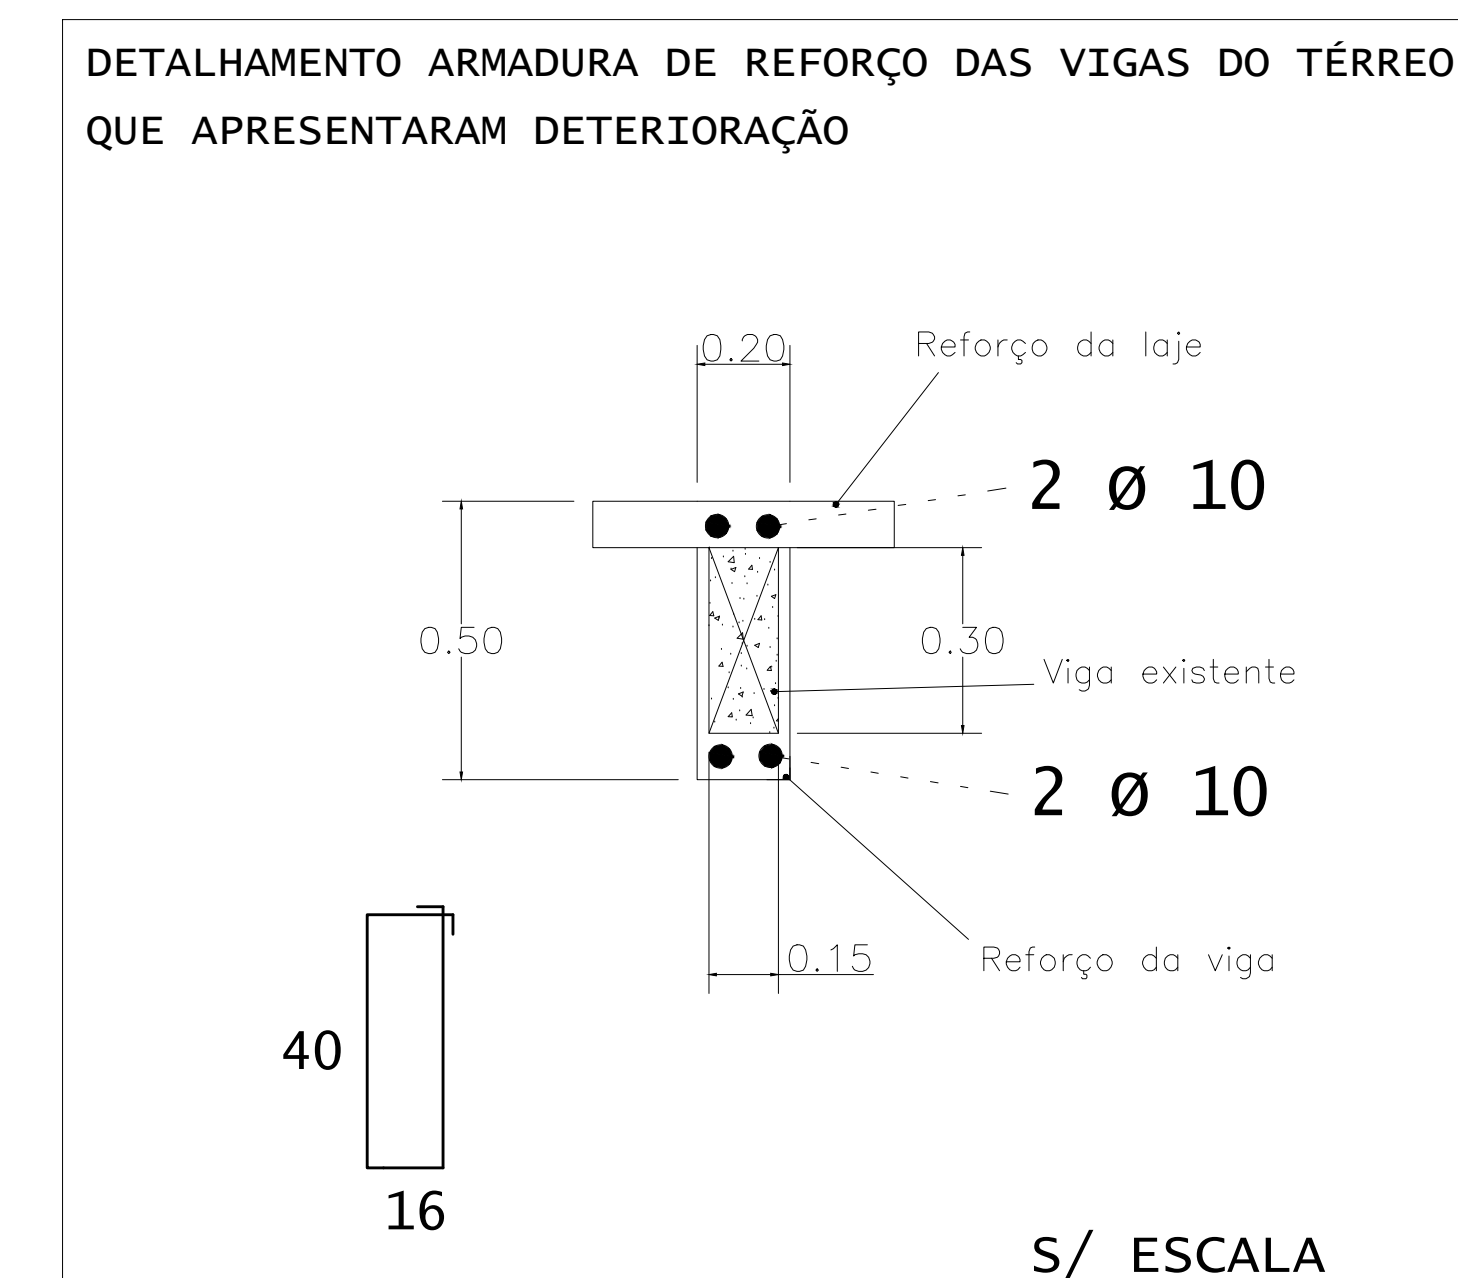 DETALHAMENTO ARMADURA DE REFORÇO DAS VIGAS DO TÉRREO
QUE APRESENTARAM DETERIORAÇÃO
0.20
Reforço da laje
2 Ø 10
0.50
0.30
Viga existente
2 Ø 10
0.15
Reforço da viga
40
16
S/ ESCALA